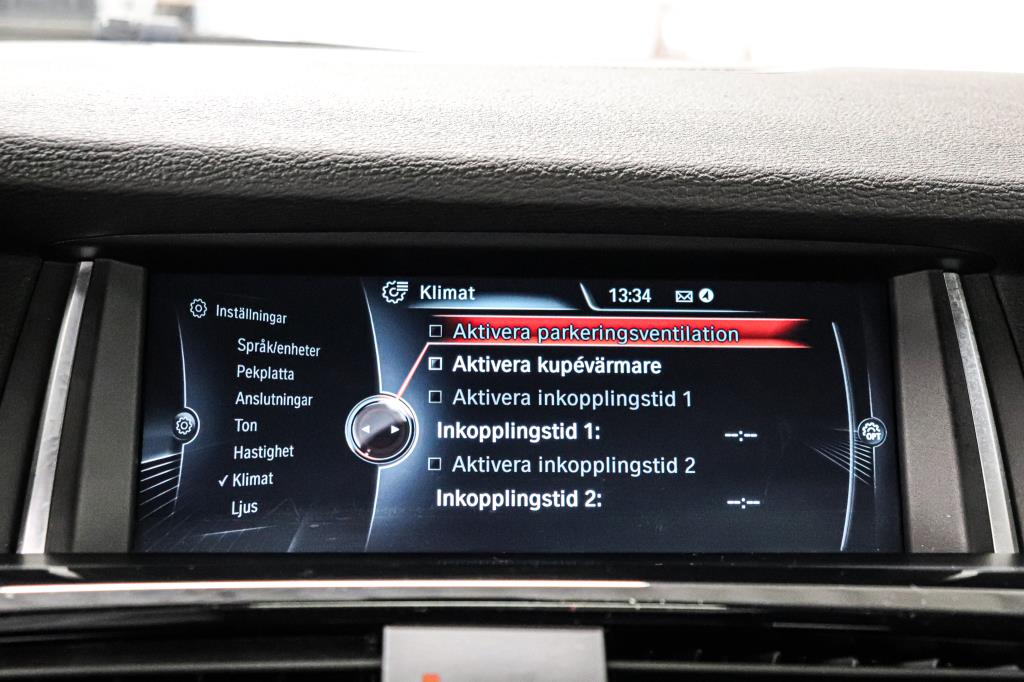 Inställningar
Språk/enheter
Pekplatta
Anslutningar
Ton
Hastighet
Klimat
Ljus
Klimat 13:34
Aktivera parkeringsventilation
Aktivera kupévärmare
Aktivera inkopplingstid 1
Inkopplingstid 1: --:--
Aktivera inkopplingstid 2
Inkopplingstid 2: --:--
OPT